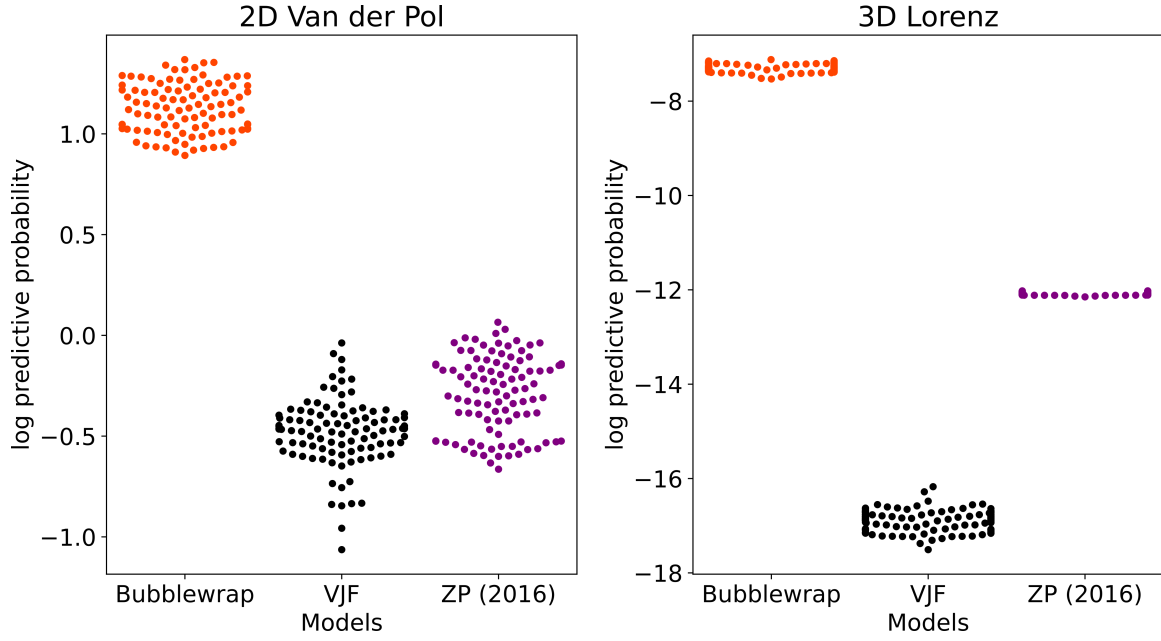 2D Van der Pol
log predictive probability
1.0
0.5
0.0
−0.5
−1.0
Bubblewrap VJF ZP (2016)
Models
3D Lorenz
log predictive probability
−8
−10
−12
−14
−16
−18
Bubblewrap VJF ZP (2016)
Models